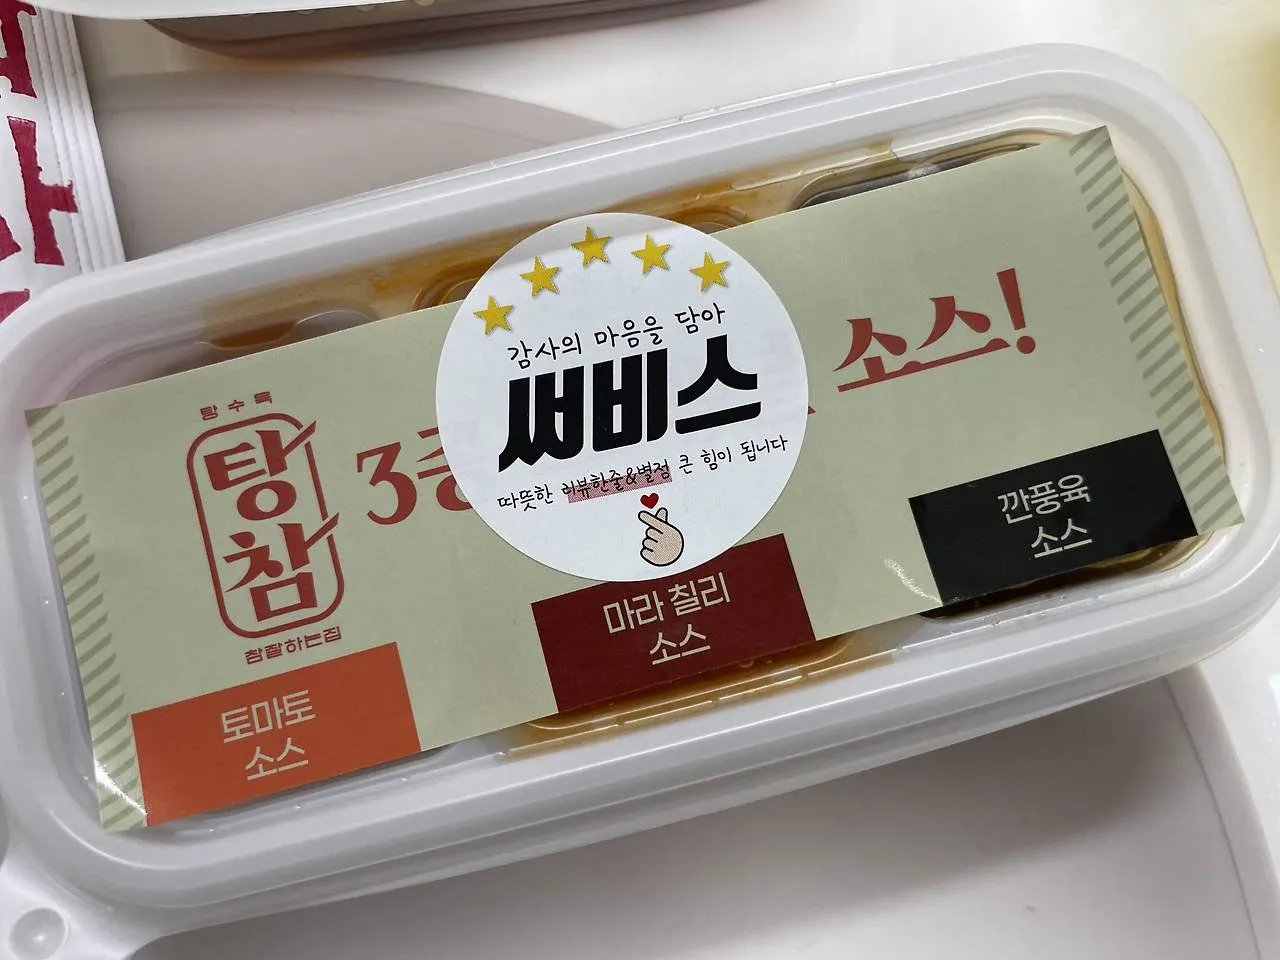 탕수육
탕
참
참잘하는집
3종
소스!
감사의 마음을 담아
써비스
따뜻한 리뷰한줄&별점 큰 힘이 됩니다
토마토
소스
마라 칠리
소스
깐풍육
소스